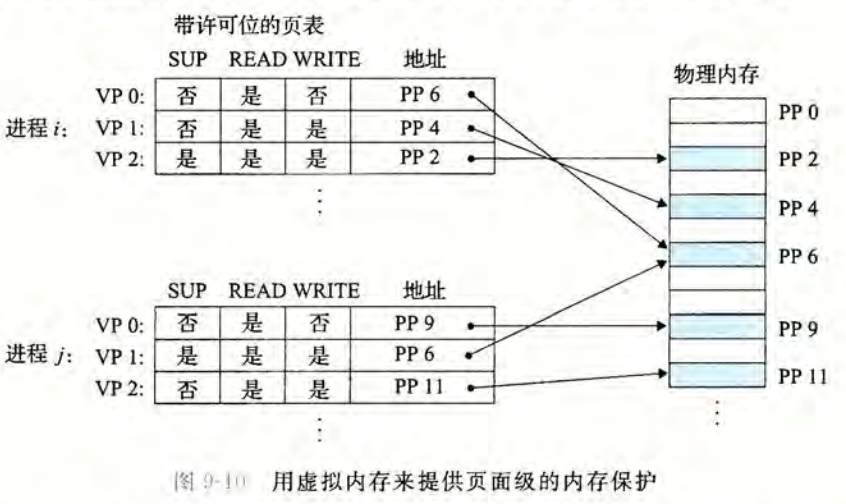 带许可位的页表
SUP READ WRITE 地址
VP 0: 否 是 否 PP 6
进程 i: VP 1: 否 是 是 PP 4
VP 2: 是 是 是 PP 2
⋮
SUP READ WRITE 地址
VP 0: 否 是 否 PP 9
进程 j: VP 1: 是 是 是 PP 6
VP 2: 否 是 是 PP 11
⋮
物理内存
PP 0
PP 2
PP 4
PP 6
PP 9
PP 11
⋮
图 9-10 用虚拟内存来提供页面级的内存保护